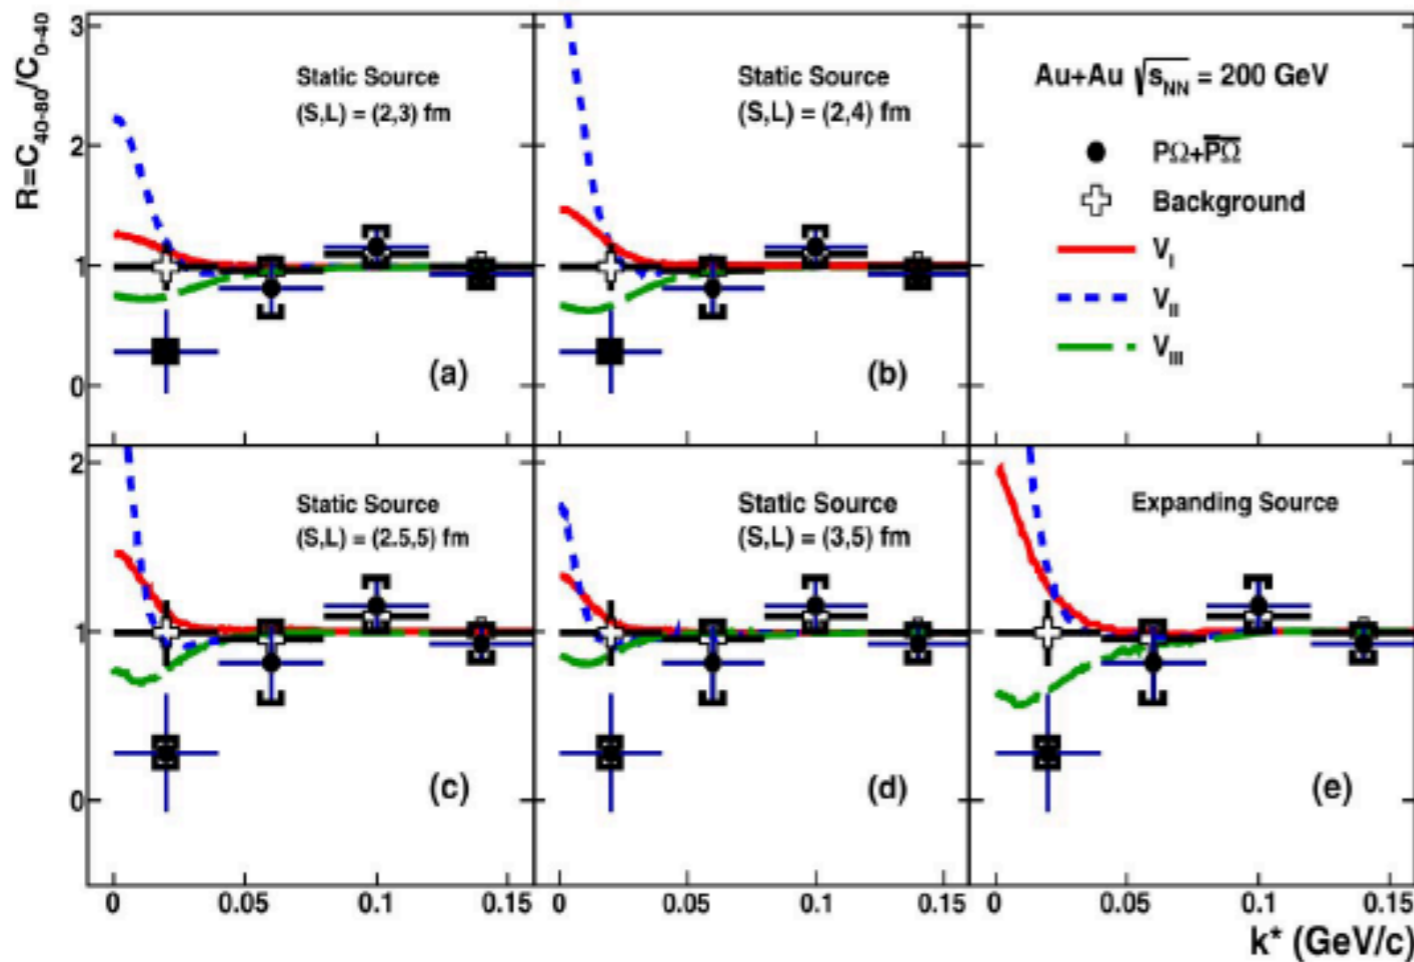 R=C40-80/C0-40
3
2
1
0
Static Source
(S,L) = (2,3) fm
(a)
Static Source
(S,L) = (2,4) fm
(b)
Au+Au √sNN = 200 GeV
PΩ+P̅Ω̅
Background
VI
VII
VIII
2
1
0
Static Source
(S,L) = (2.5,5) fm
(c)
Static Source
(S,L) = (3,5) fm
(d)
Expanding Source
(e)
0 0.05 0.1 0.15 0 0.05 0.1 0 0.05 0.1 0.15
k* (GeV/c)